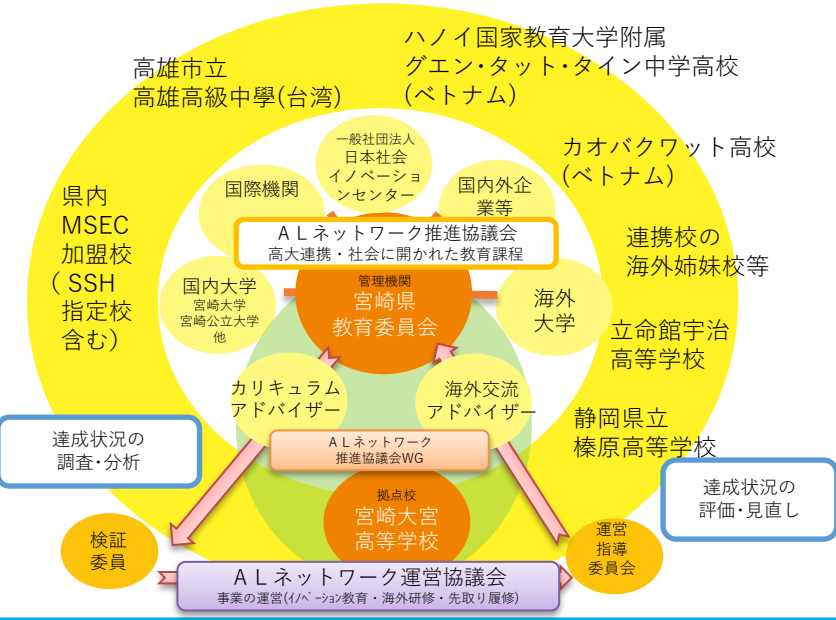 高雄市立
高雄高級中學(台湾)
ハノイ国家教育大学附属
グエン・タット・タイン中学高校
(ベトナム)
カオバクワット高校
(ベトナム)
県内
MSEC
加盟校
( SSH
指定校
含む)
一般社団法人
日本社会
イノベーショ
ンセンター
国際機関
国内外企
業等
ＡＬネットワーク推進協議会
高大連携・社会に開かれた教育課程
連携校の
海外姉妹校等
国内大学
宮崎大学
宮崎公立大学
他
管理機関
宮崎県
教育委員会
海外
大学
立命館宇治
高等学校
カリキュラム
アドバイザー
海外交流
アドバイザー
静岡県立
榛原高等学校
達成状況の
調査・分析
ＡＬネットワーク
推進協議会WG
達成状況の
評価・見直し
拠点校
宮崎大宮
高等学校
検証
委員
運営
指導
委員会
ＡＬネットワーク運営協議会
事業の運営(ｲﾉﾍﾞｰｼｮﾝ教育・海外研修・先取り履修)